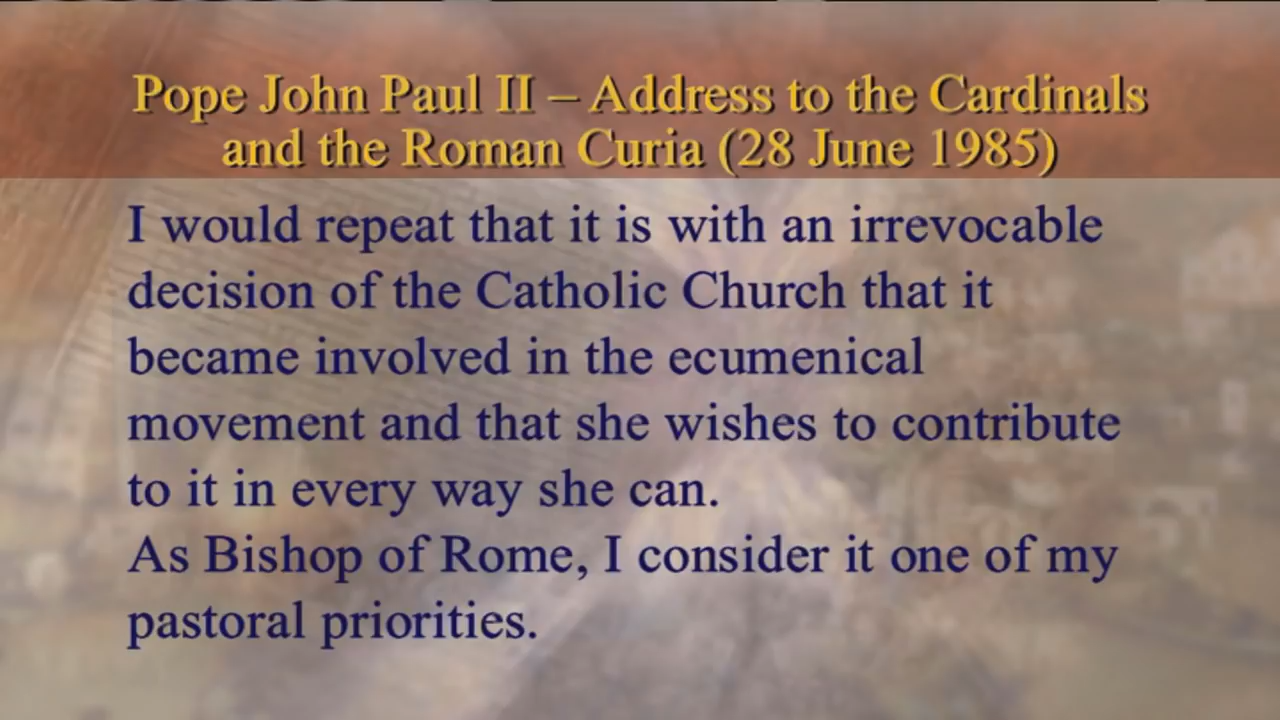 Pope John Paul II – Address to the Cardinals
and the Roman Curia (28 June 1985)
I would repeat that it is with an irrevocable
decision of the Catholic Church that it
became involved in the ecumenical
movement and that she wishes to contribute
to it in every way she can.
As Bishop of Rome, I consider it one of my
pastoral priorities.